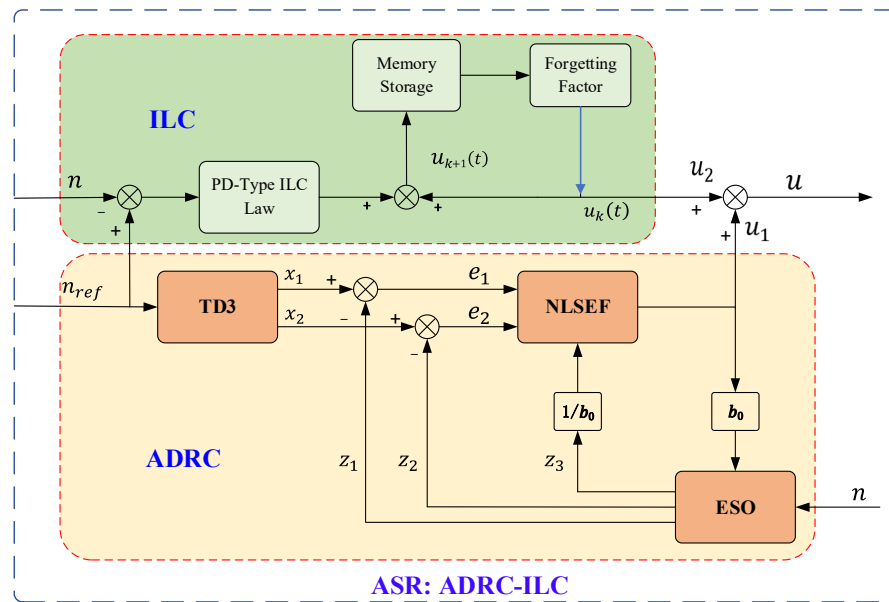 Memory
Storage
Forgetting
Factor
ILC
u_{k+1}(t)
n
PD-Type ILC
Law
u_k(t)
u_2
u
-
+
+
+
+
+
u_1
n_{ref}
TD3
x_1
+
e_1
x_2
-
+
e_2
-
NLSEF
1/b_0
b_0
ADRC
z_1
z_2
z_3
ESO
n
ASR: ADRC-ILC